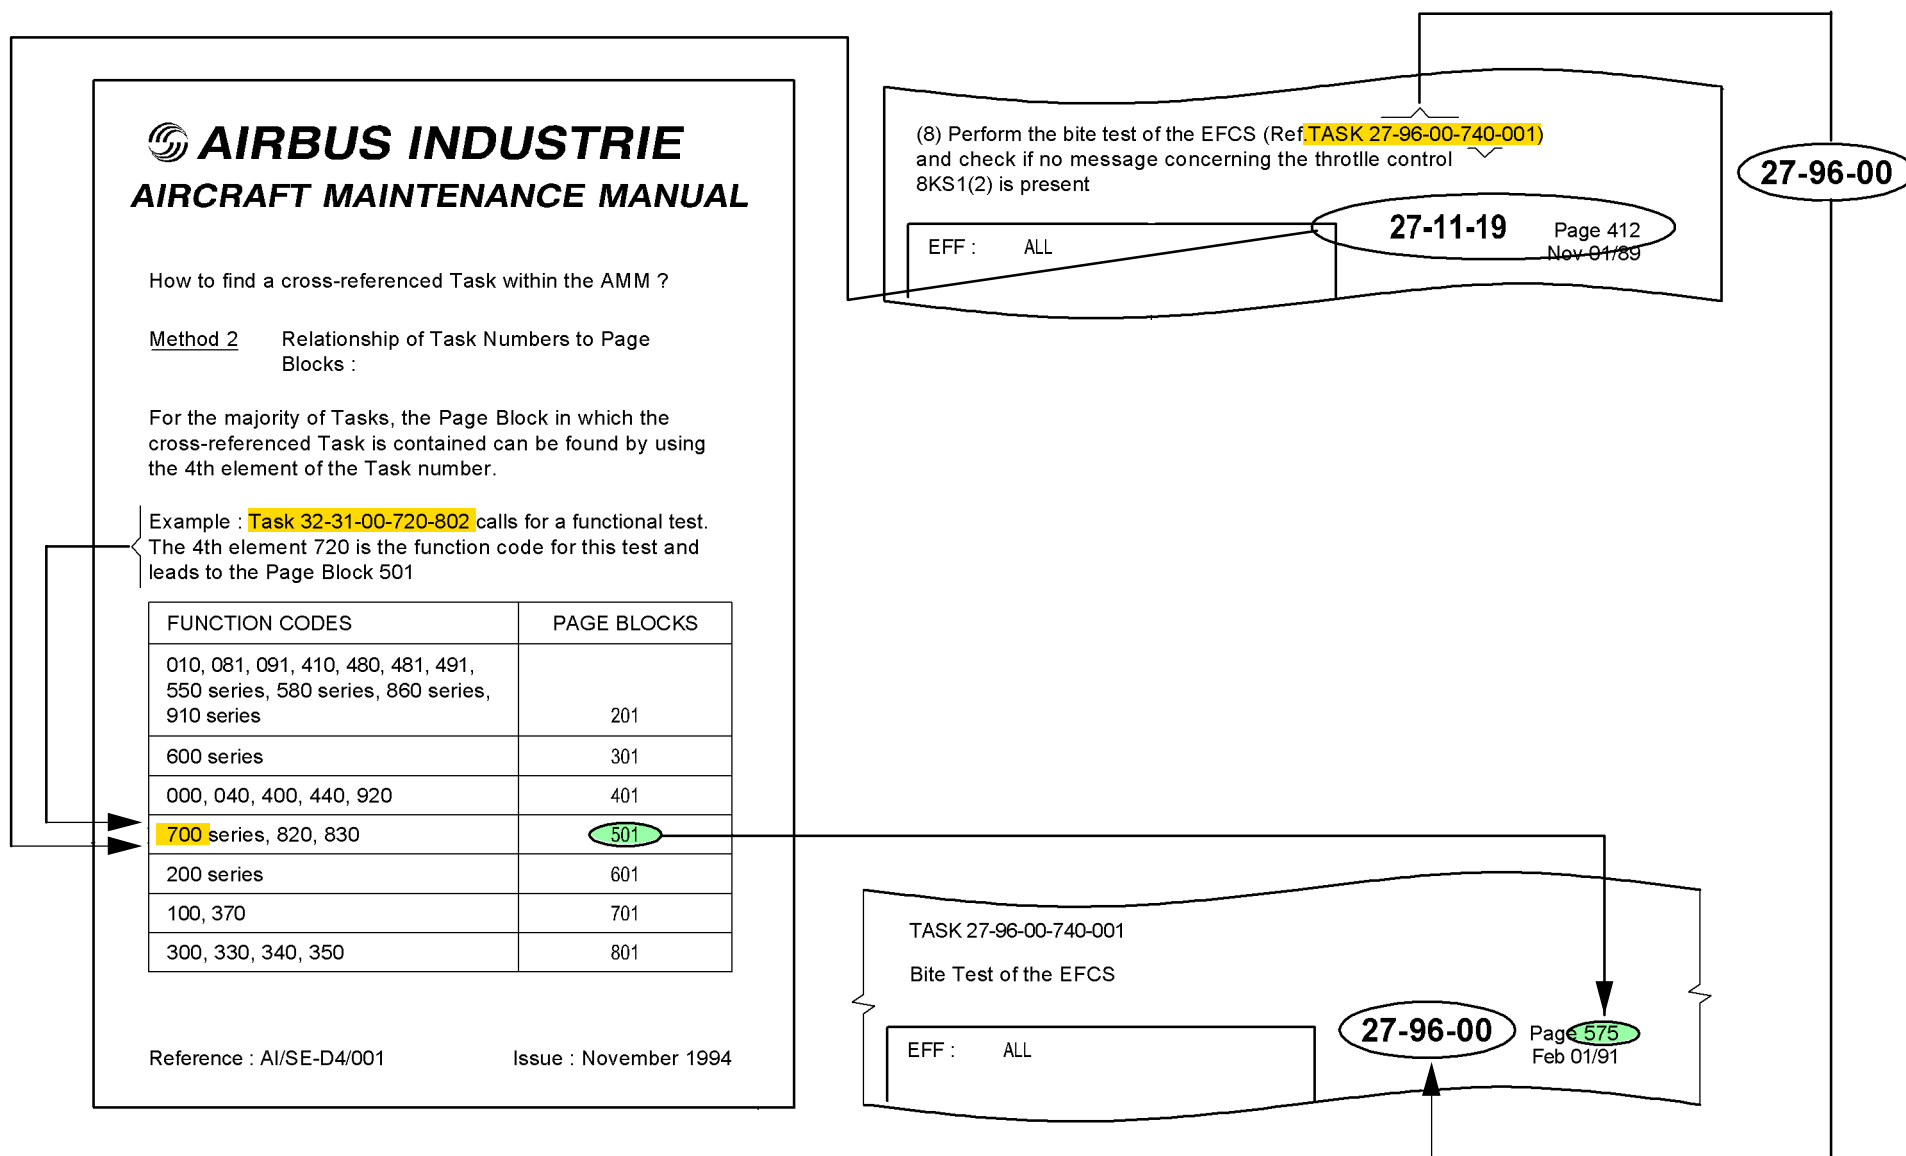 AIRBUS INDUSTRIE
AIRCRAFT MAINTENANCE MANUAL
How to find a cross-referenced Task within the AMM ?
Method 2 Relationship of Task Numbers to Page
Blocks :
For the majority of Tasks, the Page Block in which the
cross-referenced Task is contained can be found by using
the 4th element of the Task number.
Example : Task 32-31-00-720-802 calls for a functional test.
The 4th element 720 is the function code for this test and
leads to the Page Block 501
FUNCTION CODES PAGE BLOCKS
010, 081, 091, 410, 480, 481, 491,
550 series, 580 series, 860 series,
910 series 201
600 series 301
000, 040, 400, 440, 920 401
700 series, 820, 830 501
200 series 601
100, 370 701
300, 330, 340, 350 801
Reference : AI/SE-D4/001 Issue : November 1994
(8) Perform the bite test of the EFCS (Ref.TASK 27-96-00-740-001)
and check if no message concerning the throtlle control
8KS1(2) is present
EFF : ALL
27-11-19 Page 412
Nov 01/89
27-96-00
TASK 27-96-00-740-001
Bite Test of the EFCS
EFF : ALL
27-96-00 Page 575
Feb 01/91